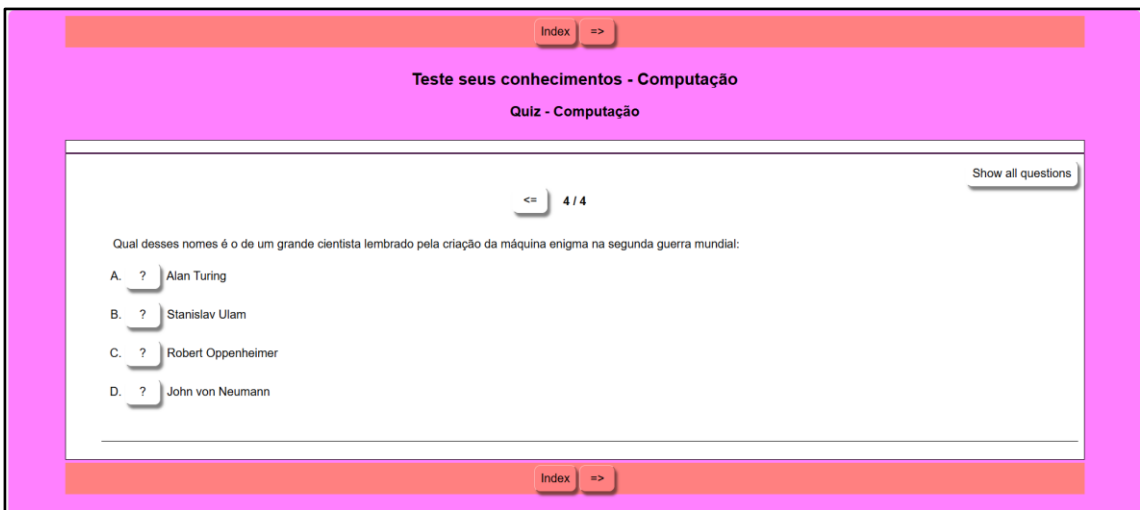 Index =>
Teste seus conhecimentos - Computação
Quiz - Computação
Show all questions
<= 4 / 4
Qual desses nomes é o de um grande cientista lembrado pela criação da máquina enigma na segunda guerra mundial:
A. ? Alan Turing
B. ? Stanislav Ulam
C. ? Robert Oppenheimer
D. ? John von Neumann
Index =>